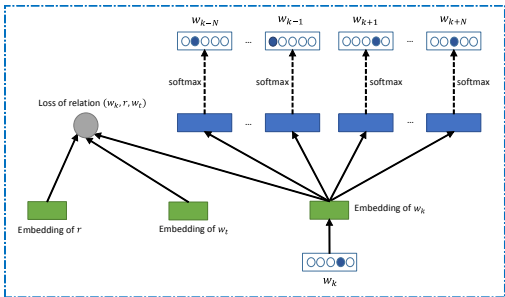 w_{k-N} w_{k-1} w_{k+1} w_{k+N}
... ... ...
softmax softmax softmax softmax
Loss of relation (w_k, r, w_t)
... ... ...
Embedding of r
Embedding of w_t
Embedding of w_k
w_k